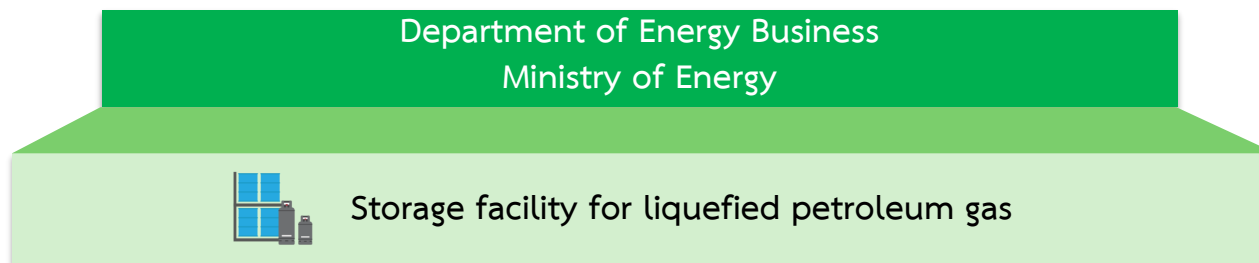 Department of Energy Business
Ministry of Energy
Storage facility for liquefied petroleum gas